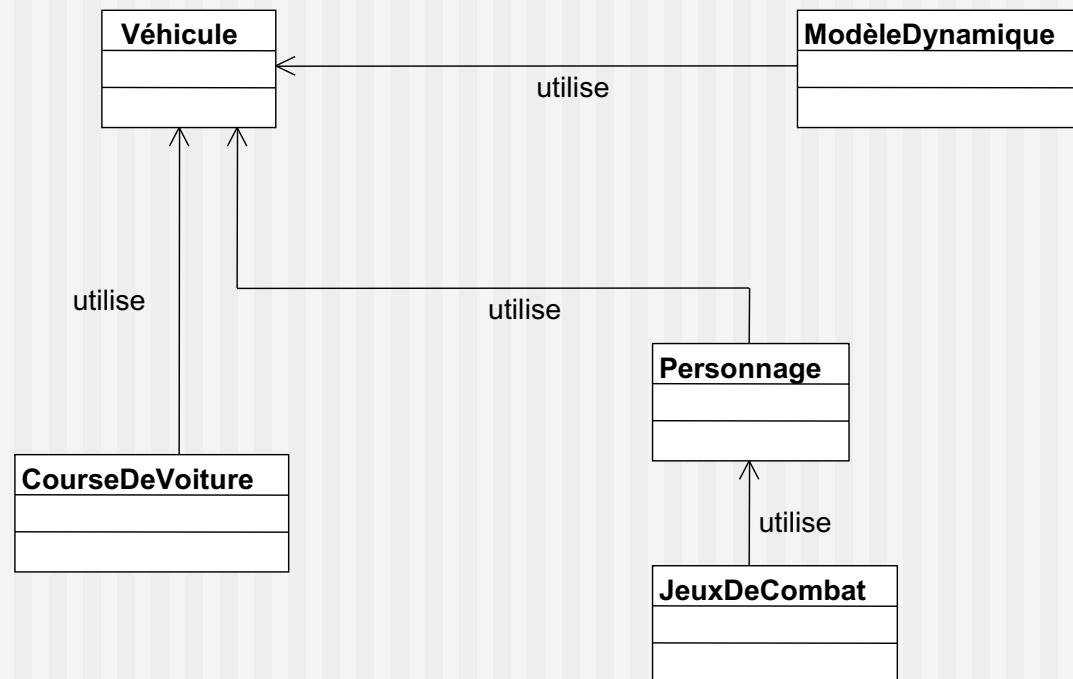 Véhicule
ModèleDynamique
utilise
utilise
utilise
Personnage
CourseDeVoiture
utilise
JeuxDeCombat